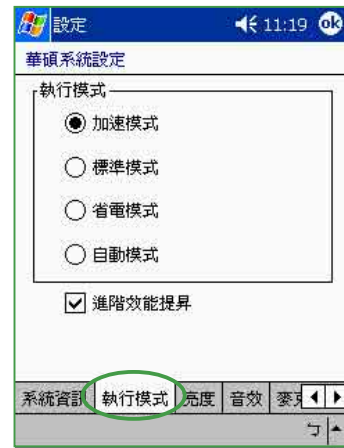 設定 11:19 ok
華碩系統設定
執行模式
加速模式
標準模式
省電模式
自動模式
進階效能提昇
系統資訊 執行模式 亮度 音效 麥克
ㄅ